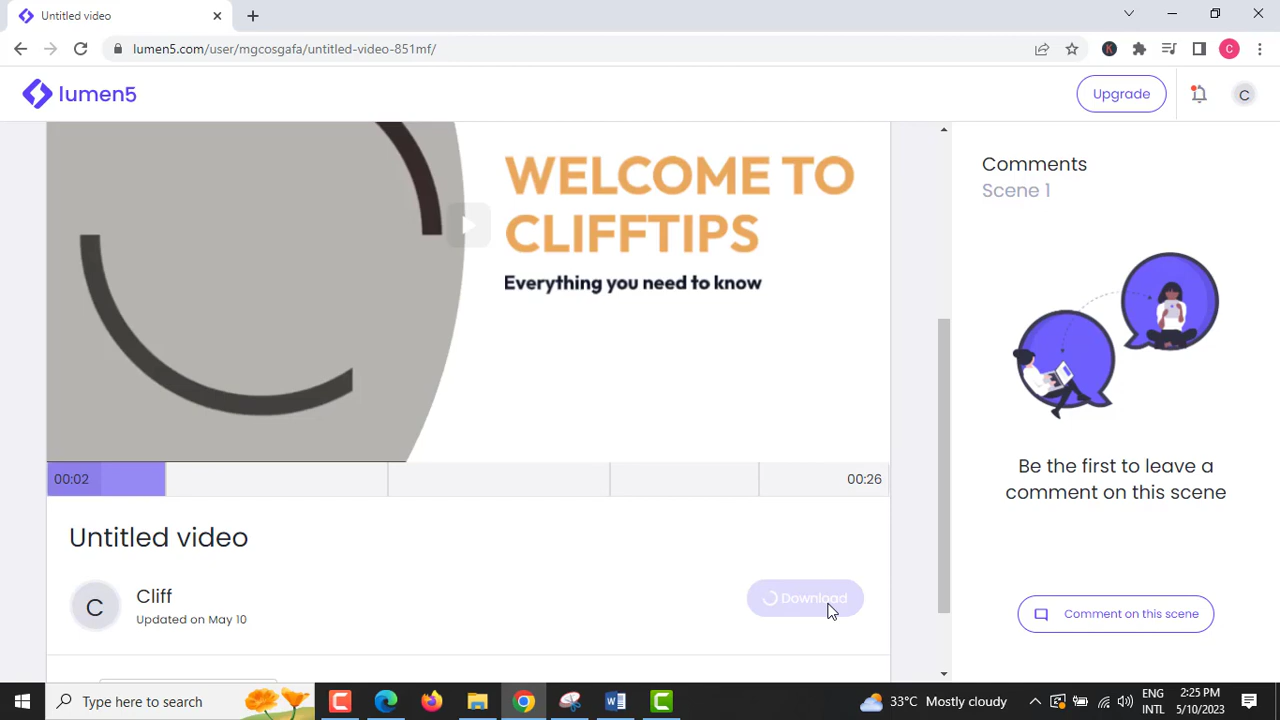 Untitled video
lumen5.com/user/mgcosgafa/untitled-video-851mf/
K
C
lumen5
Upgrade
C
WELCOME TO
CLIFFTIPS
Everything you need to know
Comments
Scene 1
Be the first to leave a
comment on this scene
00:02
00:26
Untitled video
C
Cliff
Updated on May 10
Download
Comment on this scene
Type here to search
33°C Mostly cloudy
ENG
INTL
2:25 PM
5/10/2023